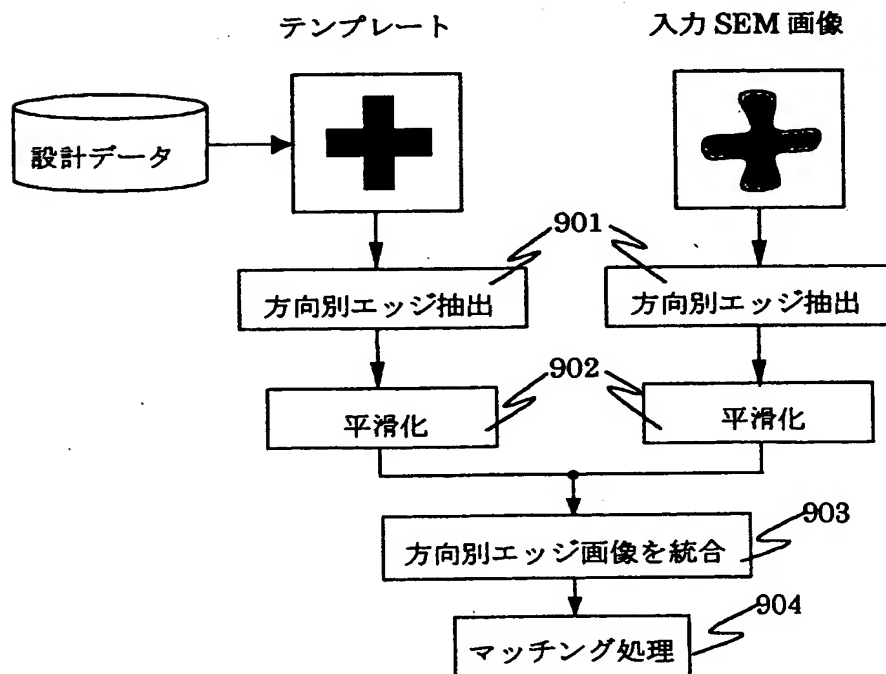 テンプレート
入力 SEM 画像
設計データ
901
方向別エッジ抽出
方向別エッジ抽出
902
平滑化
平滑化
903
方向別エッジ画像を統合
904
マッチング処理